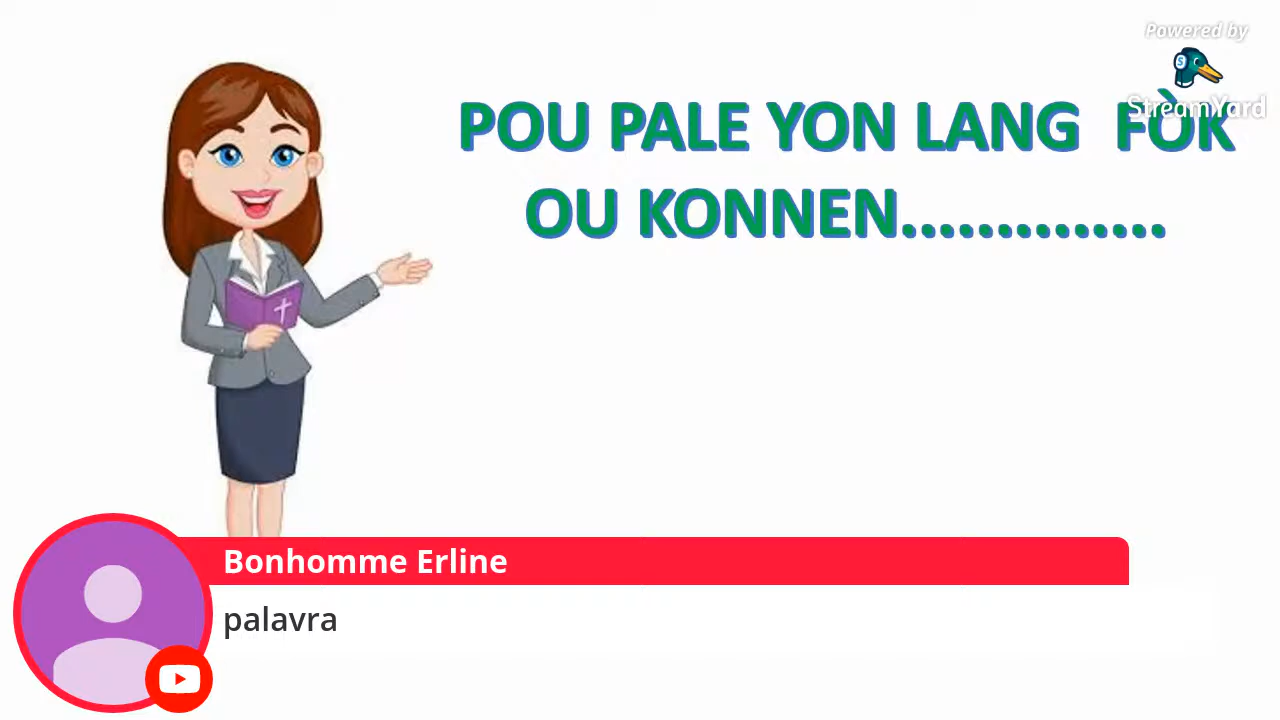 Powered by
StreamYard
POU PALE YON LANG FÒK
OU KONNEN..............
Bonhomme Erline
palavra